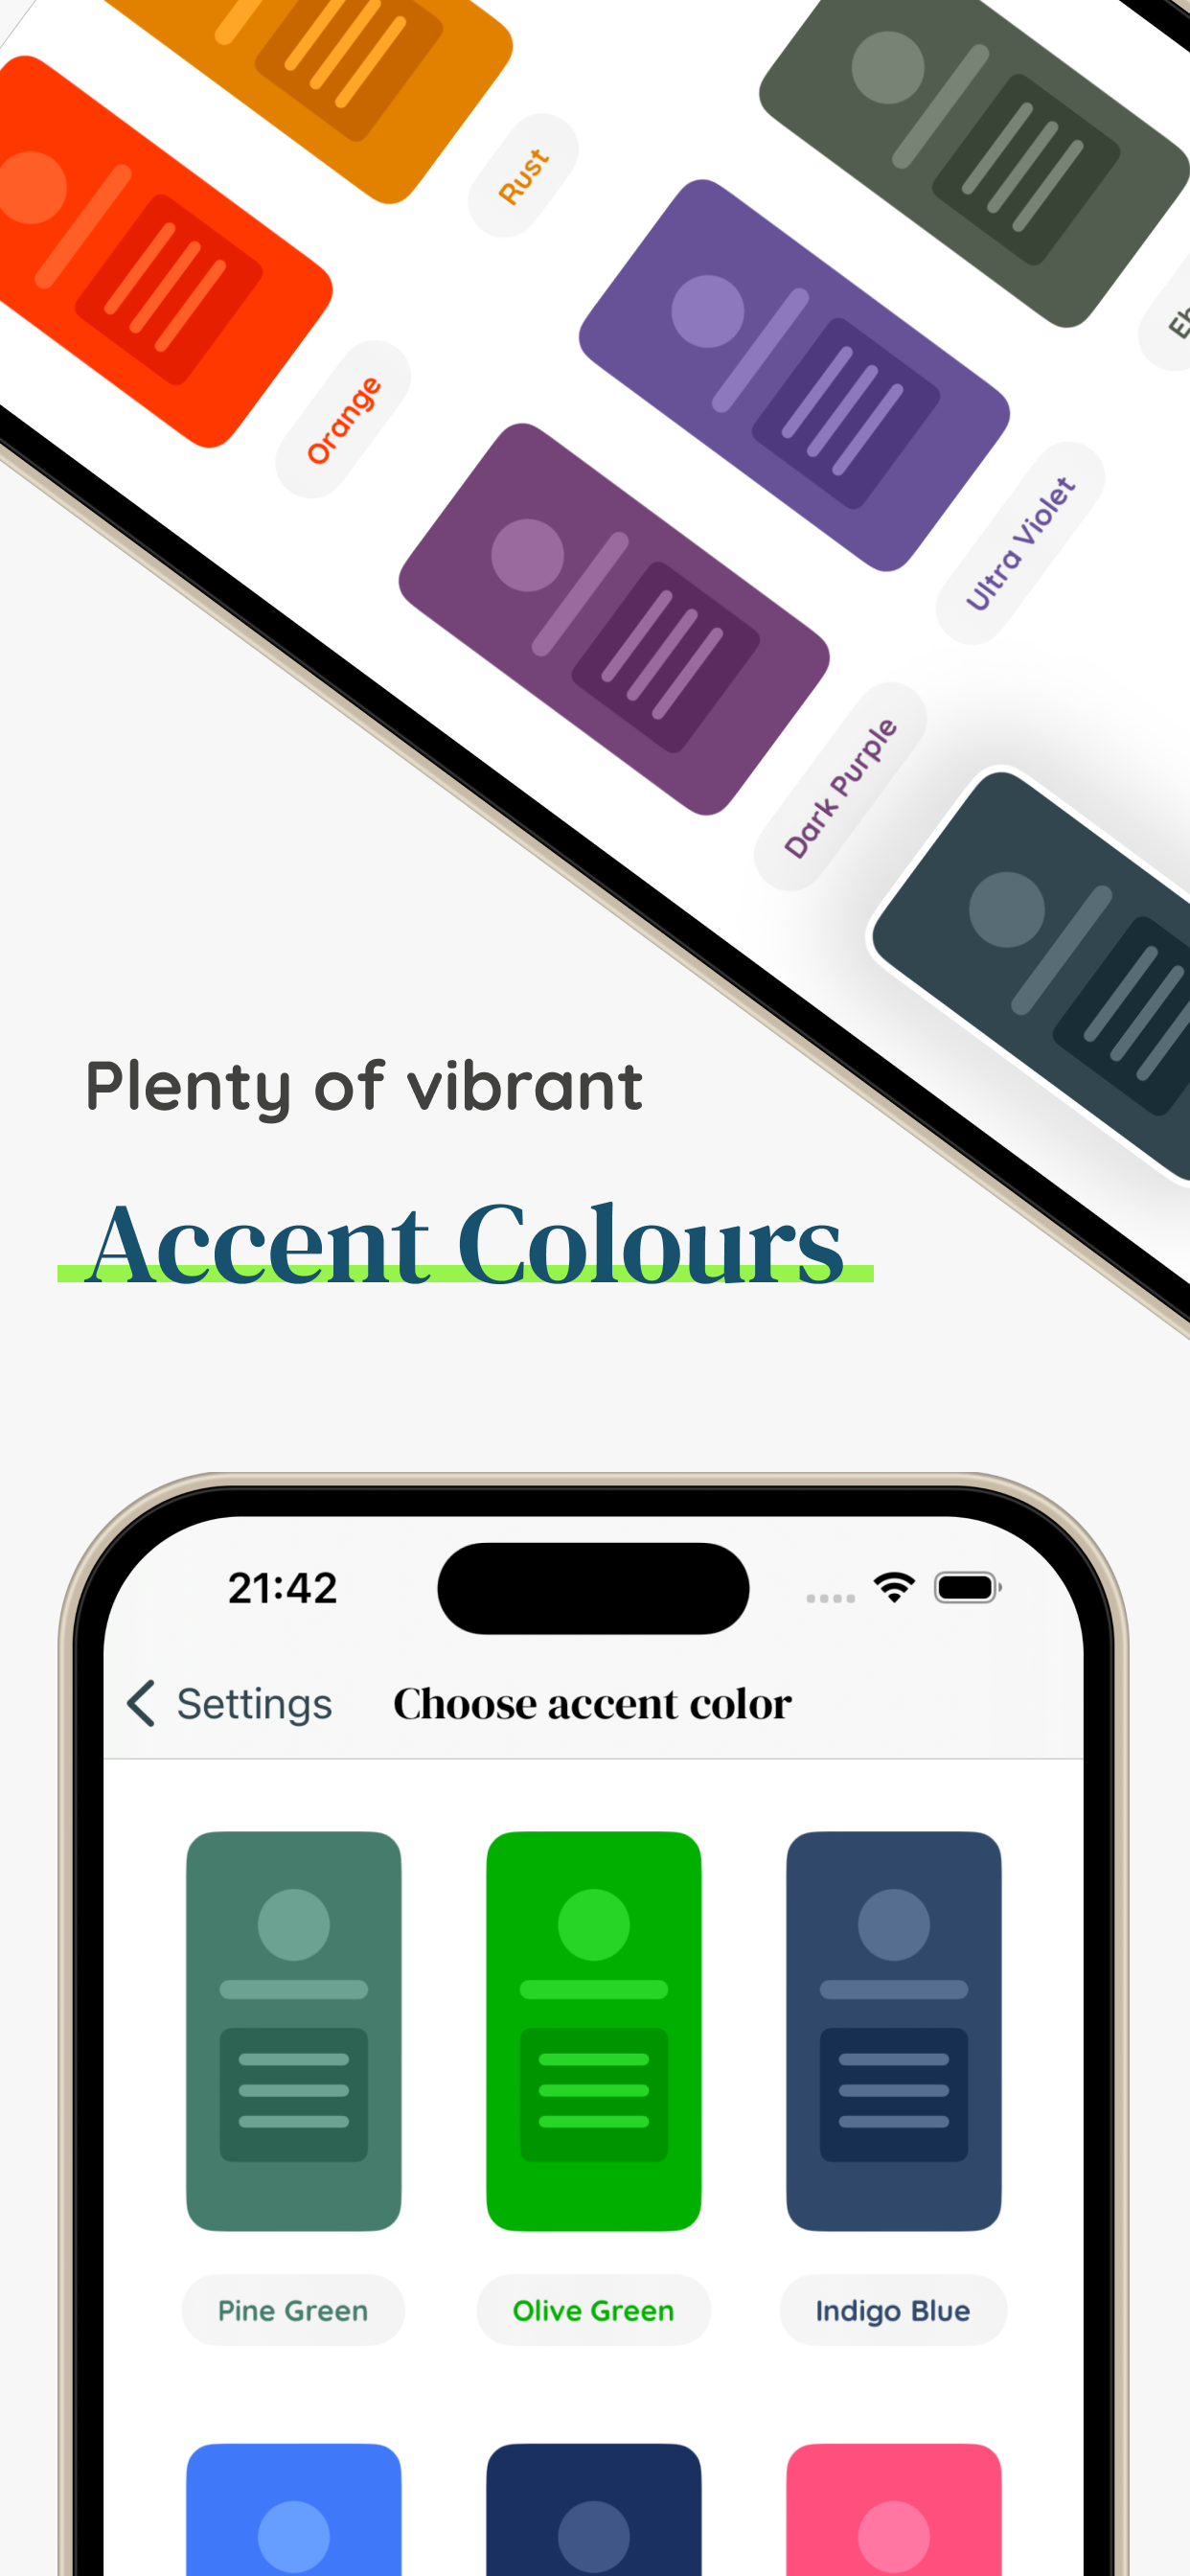 Rust
Orange
Ultra Violet
Dark Purple
Plenty of vibrant
Accent Colours
21:42
Settings
Choose accent color
Pine Green
Olive Green
Indigo Blue